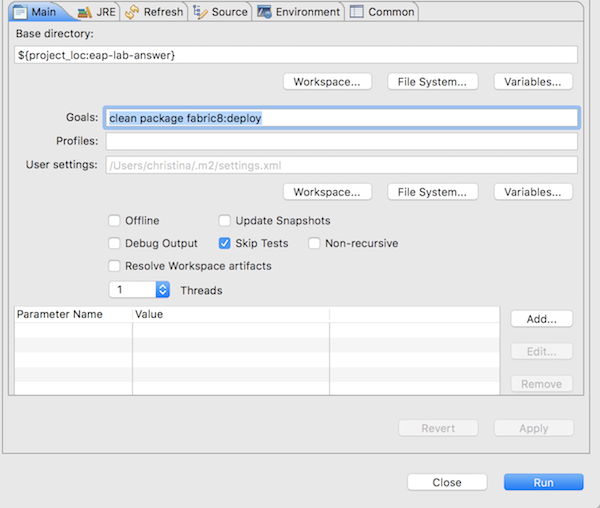 Main JRE Refresh Source Environment Common
Base directory:
${project_loc:eap-lab-answer}
Workspace... File System... Variables...
Goals: clean package fabric8:deploy
Profiles:
User settings: /Users/christina/.m2/settings.xml
Workspace... File System... Variables...
Offline Update Snapshots
Debug Output Skip Tests Non-recursive
Resolve Workspace artifacts
1 Threads
Parameter Name Value
Add...
Edit...
Remove
Revert Apply
Close Run